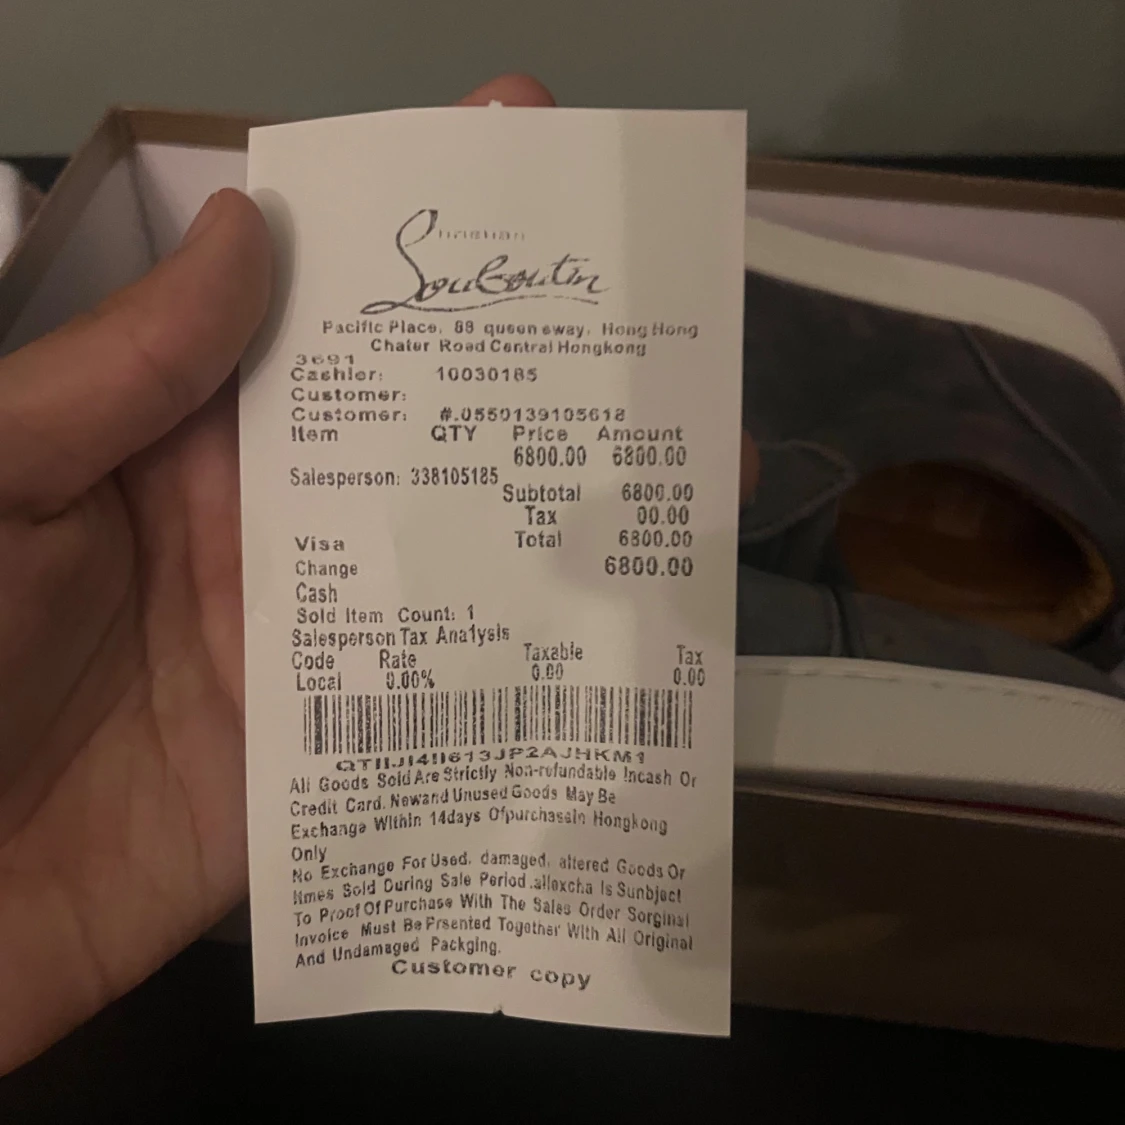 Christian
Louboutin
Pacific Place, 88 queen sway, Hong Hong
Chater Road Central Hongkong
3691
Cashler: 10030185
Customer:
Customer: #.0550139105618
Item QTY Price Amount
6800.00 6800.00
Salesperson: 338105185
Subtotal 6800.00
Tax 00.00
Visa Total 6800.00
Change 6800.00
Cash
Sold Item Count: 1
Salesperson Tax Analysis
Code Rate Taxable Tax
Local 0.00% 0.00 0.00
All Goods Sold Are Strictly Non-rufundable Incash Or
Credit Card. Newand Unused Goods May Be
Exchange Within 14days Ofpurchasein Hongkong
Only
No Exchange For Used, damaged, altered Goods Or
Itmes Sold During Sale Period.allexcha Is Sunbject
To Proof Of Purchase With The Sales Order Sorginal
Invoice Must Be Prsented Together With All Original
And Undamaged Packging.
Customer copy